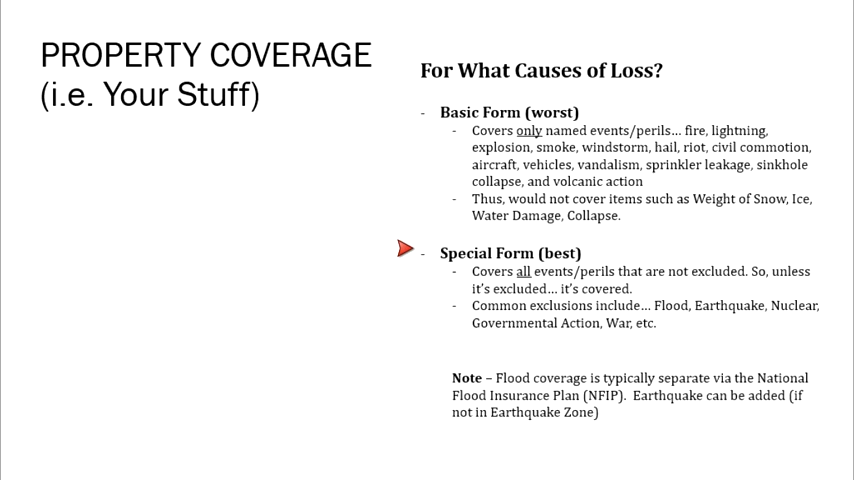 PROPERTY COVERAGE
(i.e. Your Stuff)
For What Causes of Loss?
- Basic Form (worst)
- Covers only named events/perils… fire, lightning,
explosion, smoke, windstorm, hail, riot, civil commotion,
aircraft, vehicles, vandalism, sprinkler leakage, sinkhole
collapse, and volcanic action
- Thus, would not cover items such as Weight of Snow, Ice,
Water Damage, Collapse.
- Special Form (best)
- Covers all events/perils that are not excluded. So, unless
it's excluded… it's covered.
- Common exclusions include… Flood, Earthquake, Nuclear,
Governmental Action, War, etc.
Note – Flood coverage is typically separate via the National
Flood Insurance Plan (NFIP). Earthquake can be added (if
not in Earthquake Zone)